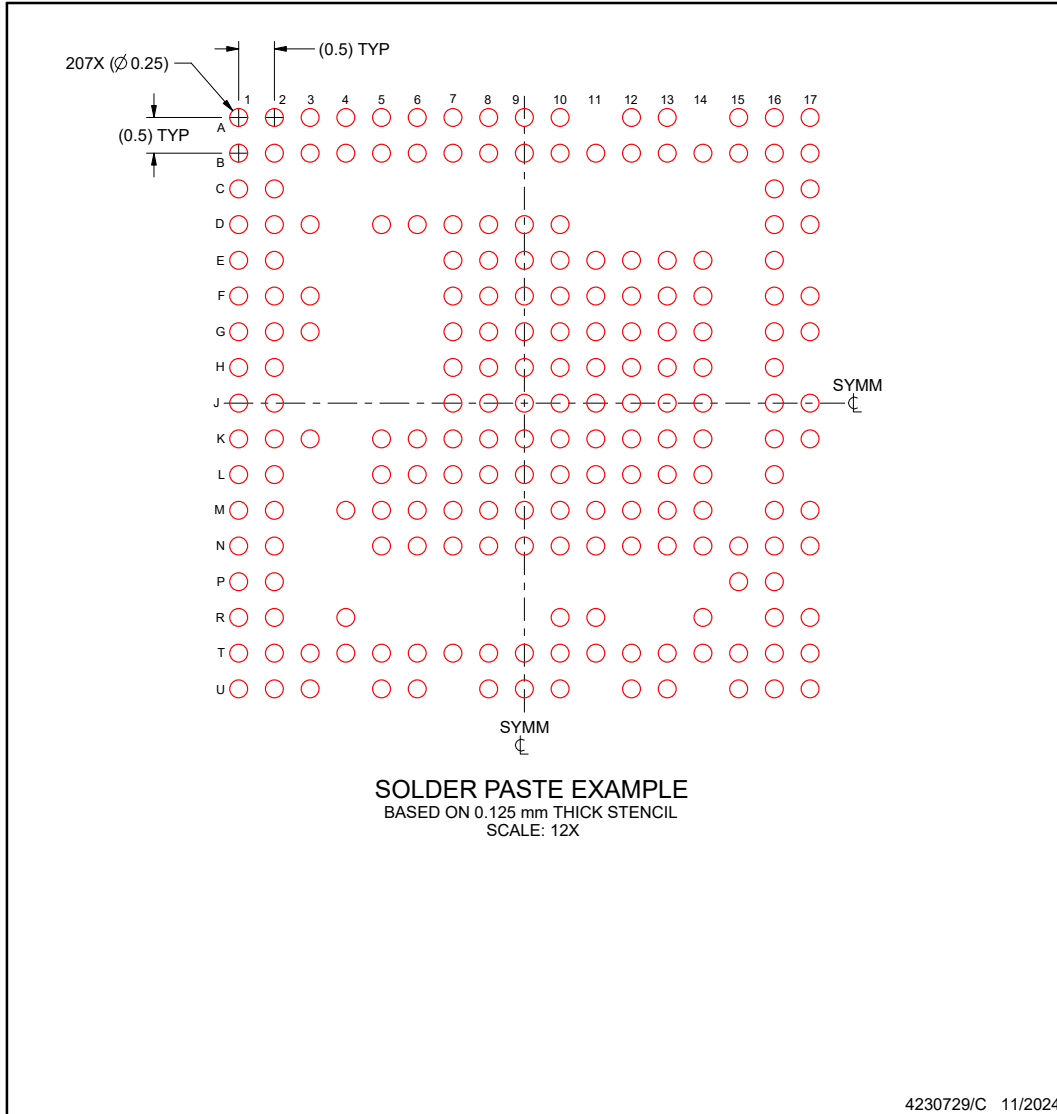 (0.5) TYP
207X (∅ 0.25)
1 2 3 4 5 6 7 8 9 10 11 12 13 14 15 16 17
A
(0.5) TYP
B
C
D
E
F
G
H
SYMM
J
℄
K
L
M
N
P
R
T
U
SYMM
℄
SOLDER PASTE EXAMPLE
BASED ON 0.125 mm THICK STENCIL
SCALE: 12X
4230729/C 11/2024